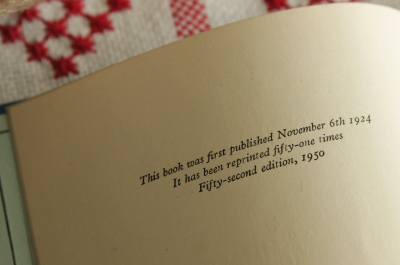 This book was first published November 6th 1924
It has been reprinted fifty-one times
Fifty-second edition, 1950